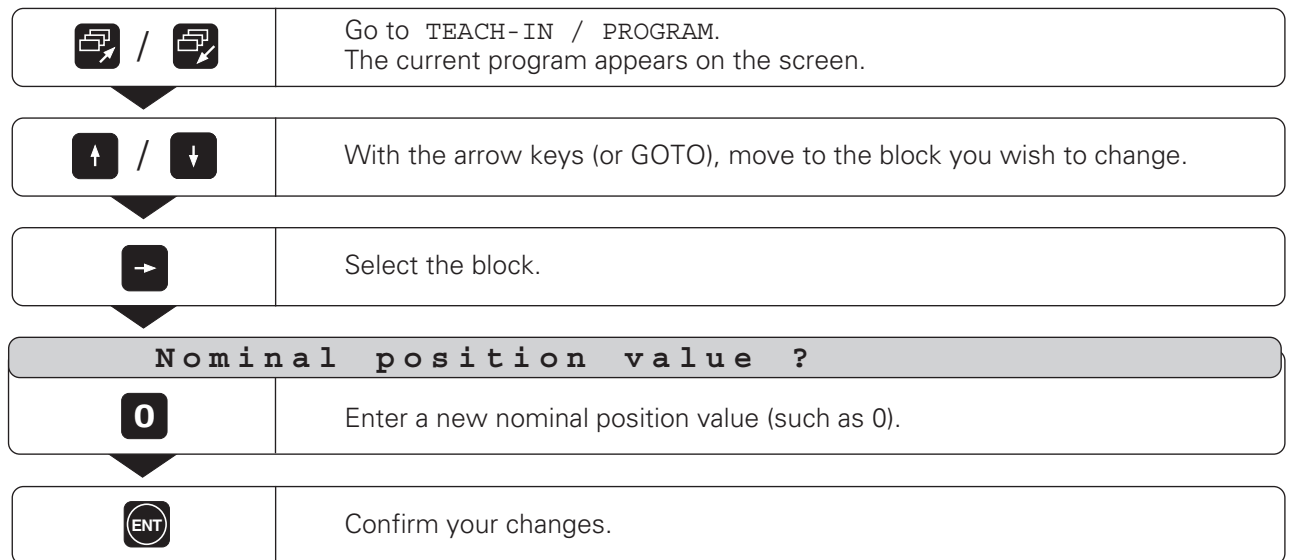 /
Go to TEACH-IN / PROGRAM.
The current program appears on the screen.
/
With the arrow keys (or GOTO), move to the block you wish to change.
Select the block.
Nominal position value ?
0
Enter a new nominal position value (such as 0).
ENT
Confirm your changes.